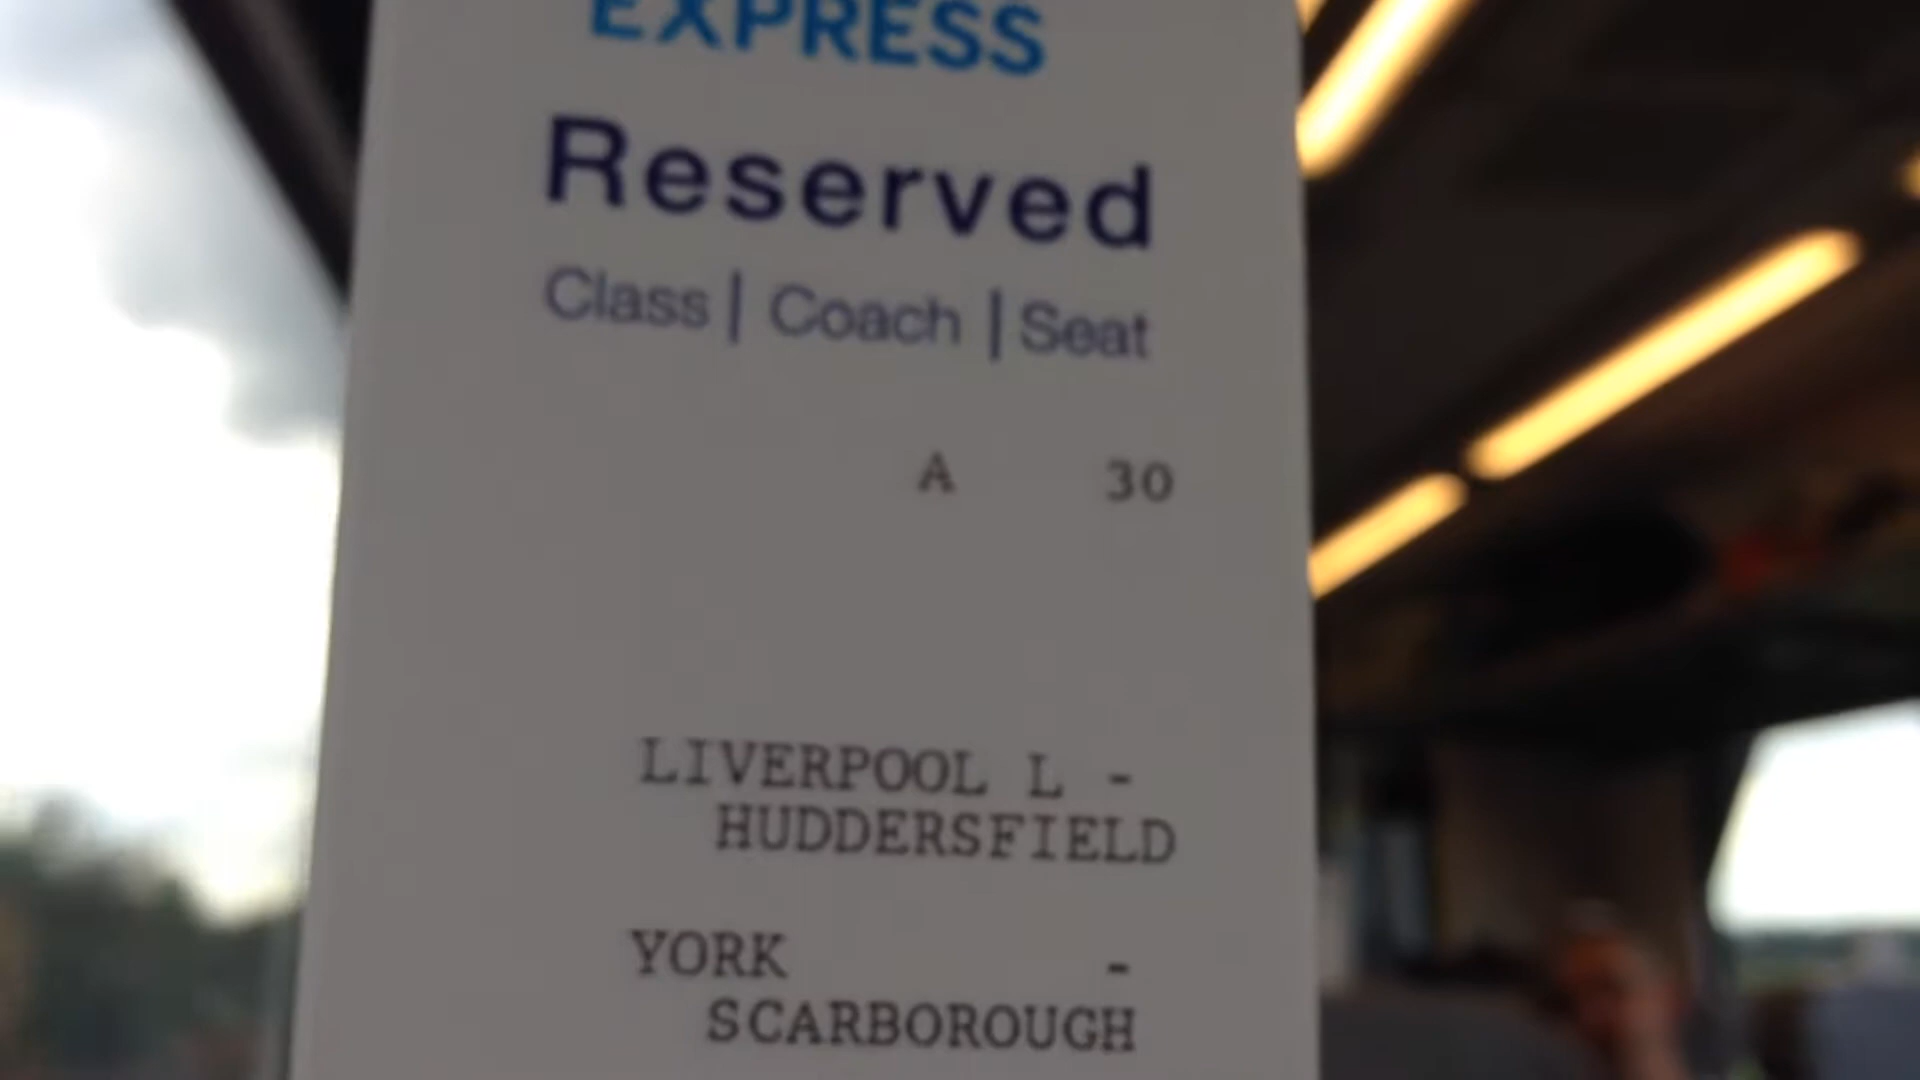 EXPRESS
Reserved
Class | Coach | Seat
A 30
LIVERPOOL L -
HUDDERSFIELD
YORK -
SCARBOROUGH